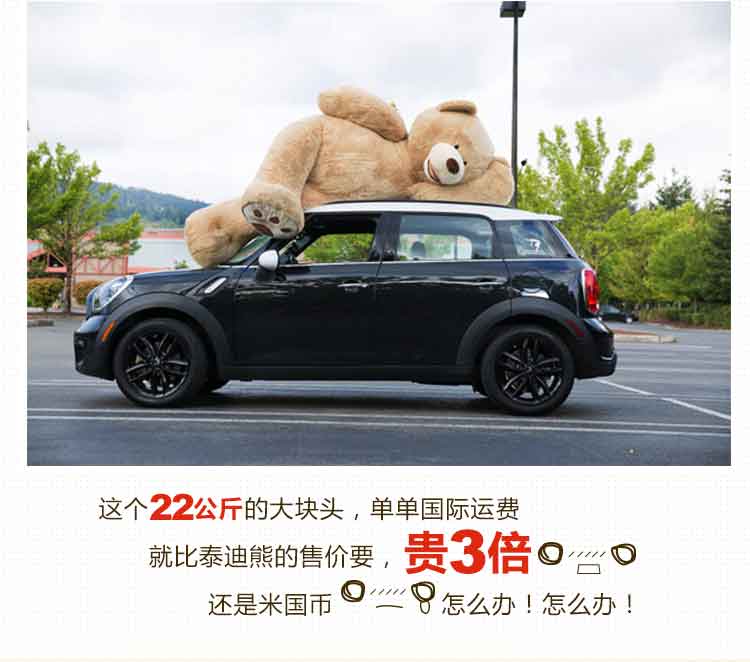 这个22公斤的大块头，单单国际运费
就比泰迪熊的售价要，贵3倍
还是米国币 怎么办！怎么办！